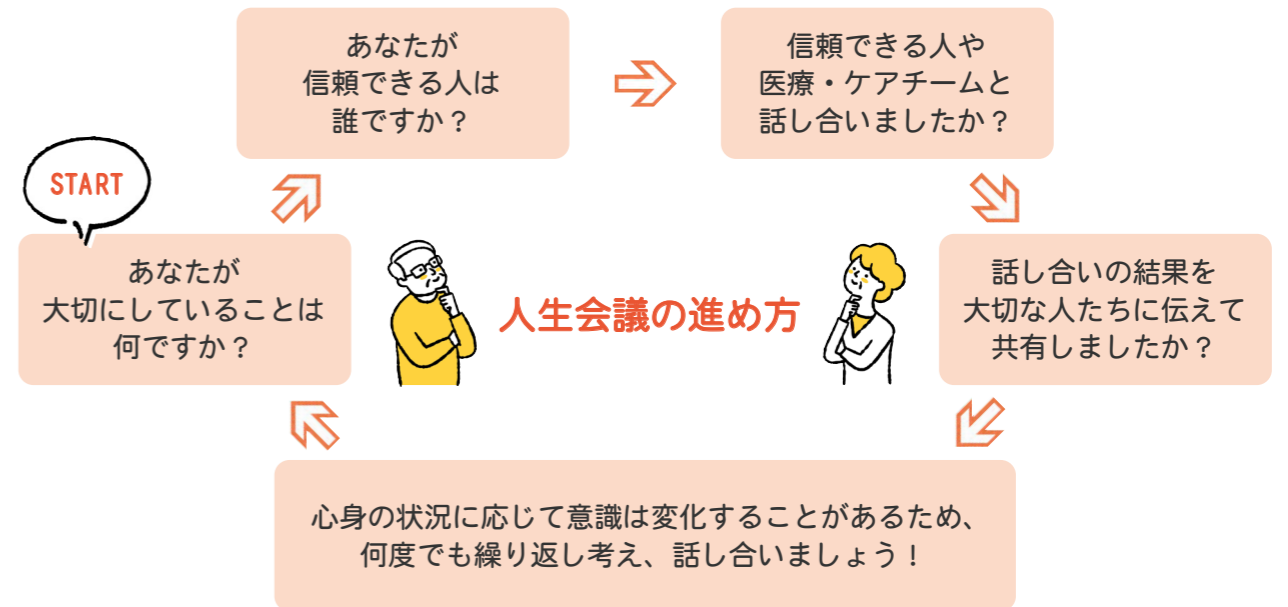 START
あなたが
大切にしていることは
何ですか？
あなたが
信頼できる人は
誰ですか？
信頼できる人や
医療・ケアチームと
話し合いましたか？
話し合いの結果を
大切な人たちに伝えて
共有しましたか？
心身の状況に応じて意識は変化することがあるため、
何度でも繰り返し考え、話し合いましょう！
人生会議の進め方